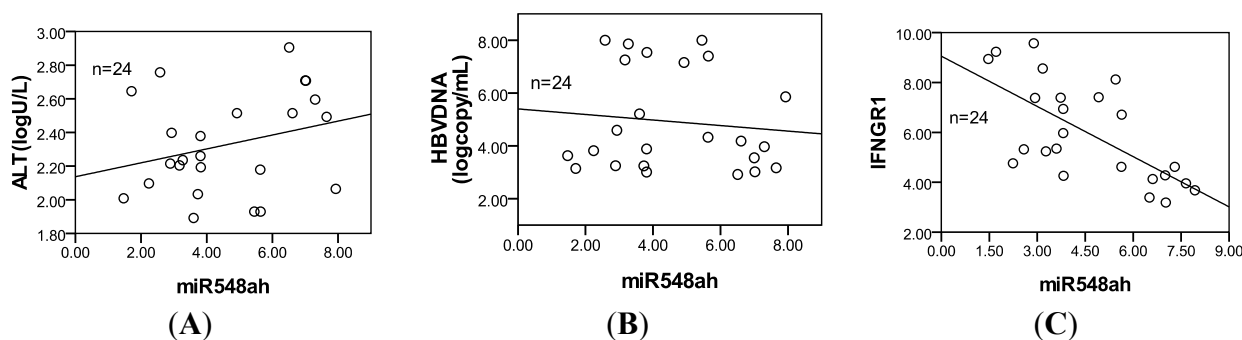 3.00
2.80
2.60
2.40
2.20
2.00
1.80
ALT (logU/L)
n=24
0.00 2.00 4.00 6.00 8.00
miR548ah
(A)
8.00
6.00
4.00
2.00
HBVDNA
(logcopy/mL)
n=24
0.00 2.00 4.00 6.00 8.00
miR548ah
(B)
10.00
8.00
6.00
4.00
2.00
IFNGR1
n=24
0.00 1.50 3.00 4.50 6.00 7.50 9.00
miR548ah
(C)